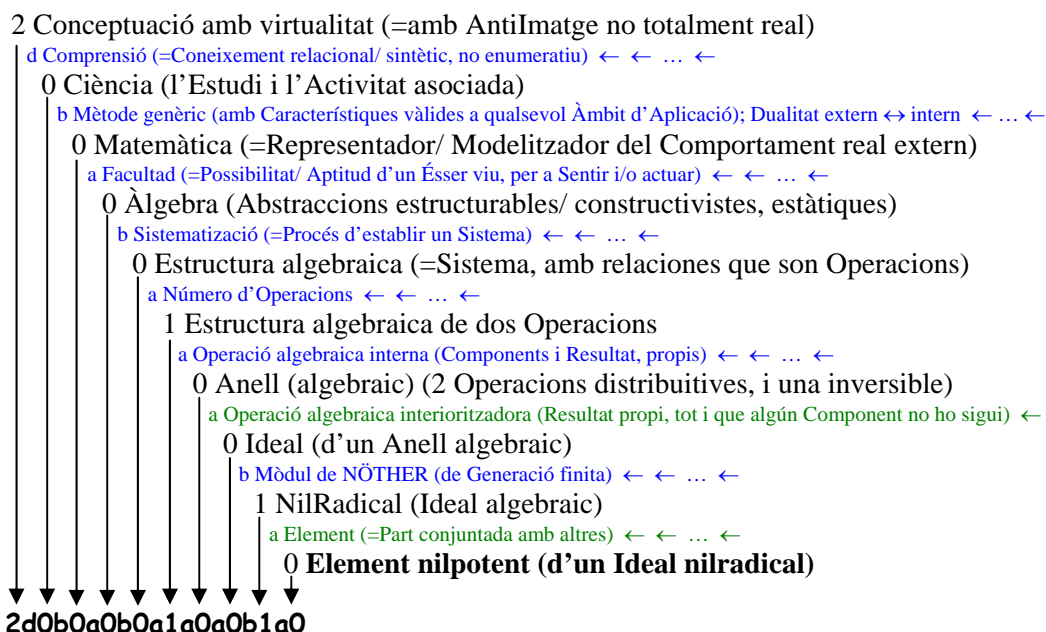 2 Conceptuació amb virtualitat (=amb AntiImatge no totalment real)
d Comprensió (=Coneixement relacional/ sintètic, no enumeratiu) ← ← … ←
0 Ciència (l’Estudi i l’Activitat asociada)
b Mètode genèric (amb Característiques vàlides a qualsevol Àmbit d’Aplicació); Dualitat extern ↔ intern ← … ←
0 Matemàtica (=Representador/ Modelitzador del Comportament real extern)
a Facultad (=Possibilitat/ Aptitud d’un Ésser viu, per a Sentir i/o actuar) ← ← … ←
0 Àlgebra (Abstraccions estructurables/ constructivistes, estàtiques)
b Sistematizació (=Procés d’establir un Sistema) ← ← … ←
0 Estructura algebraica (=Sistema, amb relaciones que son Operacions)
a Número d’Operacions ← ← … ←
1 Estructura algebraica de dos Operacions
a Operació algebraica interna (Components i Resultat, propis) ← ← … ←
0 Anell (algebraic) (2 Operacions distribuitives, i una inversible)
a Operació algebraica interioritzadora (Resultat propi, tot i que algún Component no ho sigui) ←
0 Ideal (d’un Anell algebraic)
b Mòdul de NÖTHER (de Generació finita) ← ← … ←
1 NilRadical (Ideal algebraic)
a Element (=Part conjuntada amb altres) ← ← … ←
0 Element nilpotent (d’un Ideal nilradical)
2d0b0a0b0a1a0a0b1a0